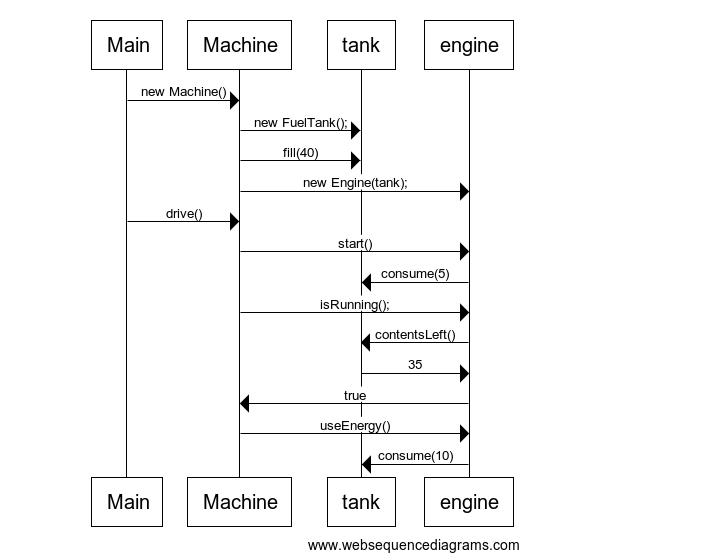 Main Machine tank engine
new Machine()
new FuelTank();
fill(40)
new Engine(tank);
drive()
start()
consume(5)
isRunning();
contentsLeft()
35
true
useEnergy()
consume(10)
Main Machine tank engine
www.websequencediagrams.com